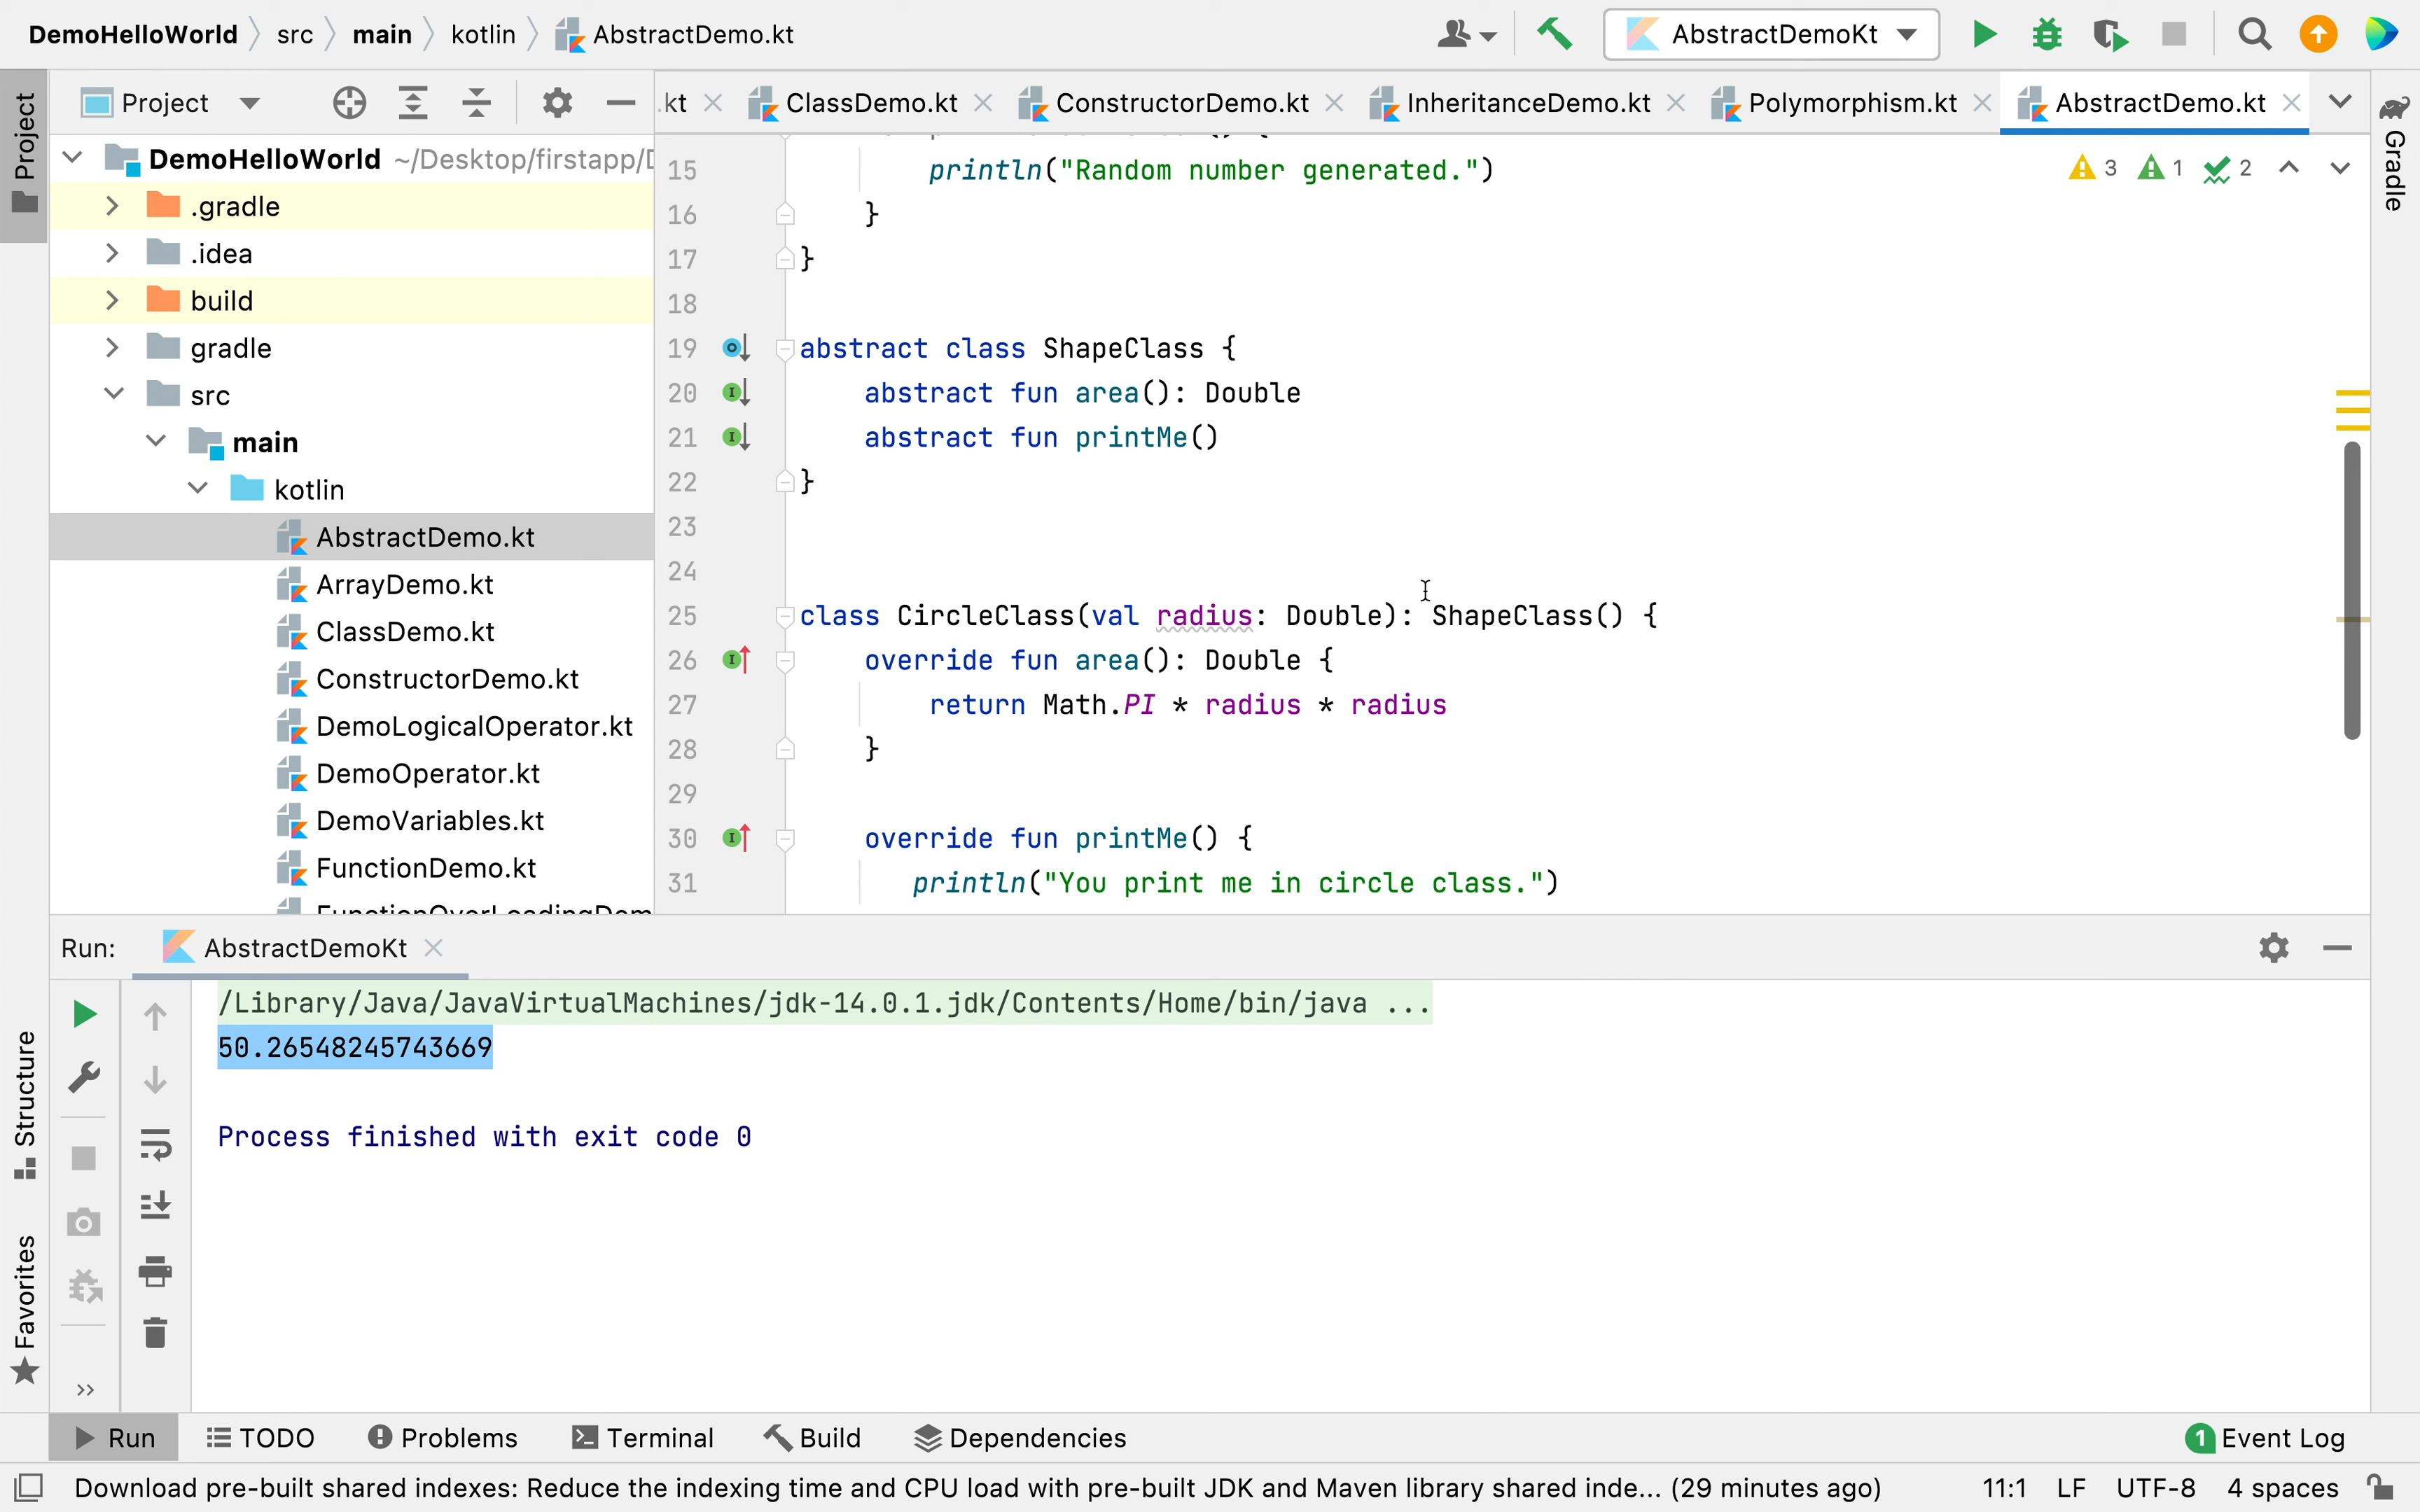 DemoHelloWorld src main kotlin AbstractDemo.kt AbstractDemoKt
Project
.kt ClassDemo.kt ConstructorDemo.kt InheritanceDemo.kt Polymorphism.kt AbstractDemo.kt
Project
Gradle
DemoHelloWorld ~/Desktop/firstapp/D
.gradle
.idea
build
gradle
src
main
kotlin
AbstractDemo.kt
ArrayDemo.kt
ClassDemo.kt
ConstructorDemo.kt
DemoLogicalOperator.kt
DemoOperator.kt
DemoVariables.kt
FunctionDemo.kt
FunctionOverLoadingDem
3 1 2
15 println("Random number generated.")
16 }
17 }
18
19 abstract class ShapeClass {
20 abstract fun area(): Double
21 abstract fun printMe()
22 }
23
24
25 class CircleClass(val radius: Double): ShapeClass() {
26 override fun area(): Double {
27 return Math.PI * radius * radius
28 }
29
30 override fun printMe() {
31 println("You print me in circle class.")
Run: AbstractDemoKt
/Library/Java/JavaVirtualMachines/jdk-14.0.1.jdk/Contents/Home/bin/java ...
50.26548245743669
Process finished with exit code 0
Structure
Favorites
Run TODO Problems Terminal Build Dependencies 1 Event Log
Download pre-built shared indexes: Reduce the indexing time and CPU load with pre-built JDK and Maven library shared inde... (29 minutes ago) 11:1 LF UTF-8 4 spaces